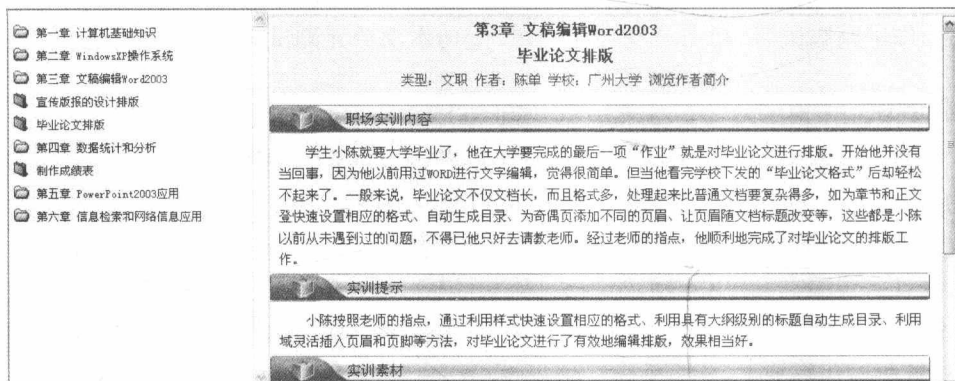 第一章 计算机基础知识
第二章 WindowsXP操作系统
第三章 文稿编辑Word2003
宣传版报的设计排版
毕业论文排版
第四章 数据统计和分析
制作成绩表
第五章 PowerPoint2003应用
第六章 信息检索和网络信息应用
第3章 文稿编辑Word2003
毕业论文排版
类型：文职 作者：陈单 学校：广州大学 浏览作者简介
职场实训内容
学生小陈就要大学毕业了，他在大学要完成的最后一项“作业”就是对毕业论文进行排版。开始他并没有
当回事，因为他以前用过WORD进行文字编辑，觉得很简单。但当他看完学校下发的“毕业论文格式”后却轻松
不起来了。一般来说，毕业论文不仅文档长，而且格式多，处理起来比普通文档要复杂得多，如为章节和正文
登快速设置相应的格式、自动生成目录、为奇偶页添加不同的页眉、让页眉随文档标题改变等，这些都是小陈
以前从未遇到过的问题，不得已他只好去请教老师。经过老师的指点，他顺利地完成了对毕业论文的排版工
作。
实训提示
小陈按照老师的指点，通过利用样式快速设置相应的格式、利用具有大纲级别的标题自动生成目录、利用
域灵活插入页眉和页脚等方法，对毕业论文进行了有效地编辑排版，效果相当好。
实训素材